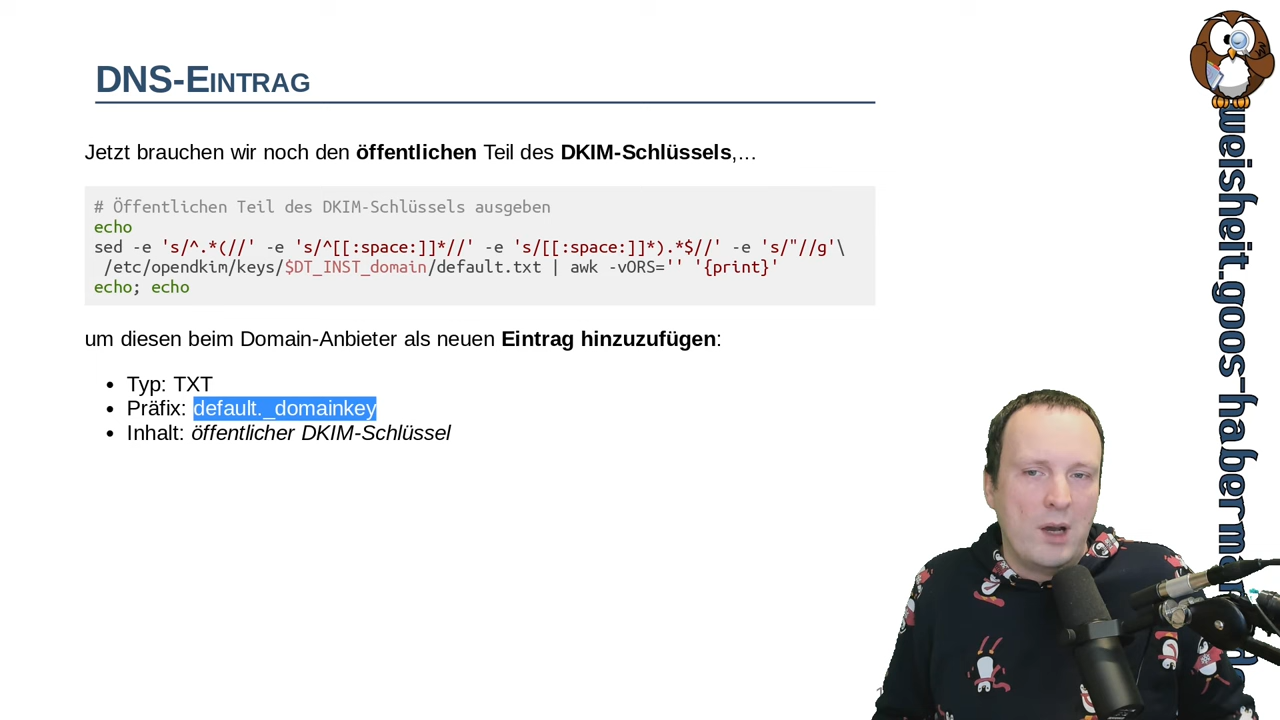 DNS-Eintrag
Jetzt brauchen wir noch den öffentlichen Teil des DKIM-Schlüssels,...
# Öffentlichen Teil des DKIM-Schlüssels ausgeben
echo
sed -e 's/^.*(//' -e 's/^[[:space:]]*//' -e 's/[[:space:]]*).*$//' -e 's/"//g'\
/etc/opendkim/keys/$DT_INST_domain/default.txt | awk -vORS='' '{print}'
echo; echo
um diesen beim Domain-Anbieter als neuen Eintrag hinzuzufügen:
• Typ: TXT
• Präfix: default._domainkey
• Inhalt: öffentlicher DKIM-Schlüssel
weisheit.goos-haberm